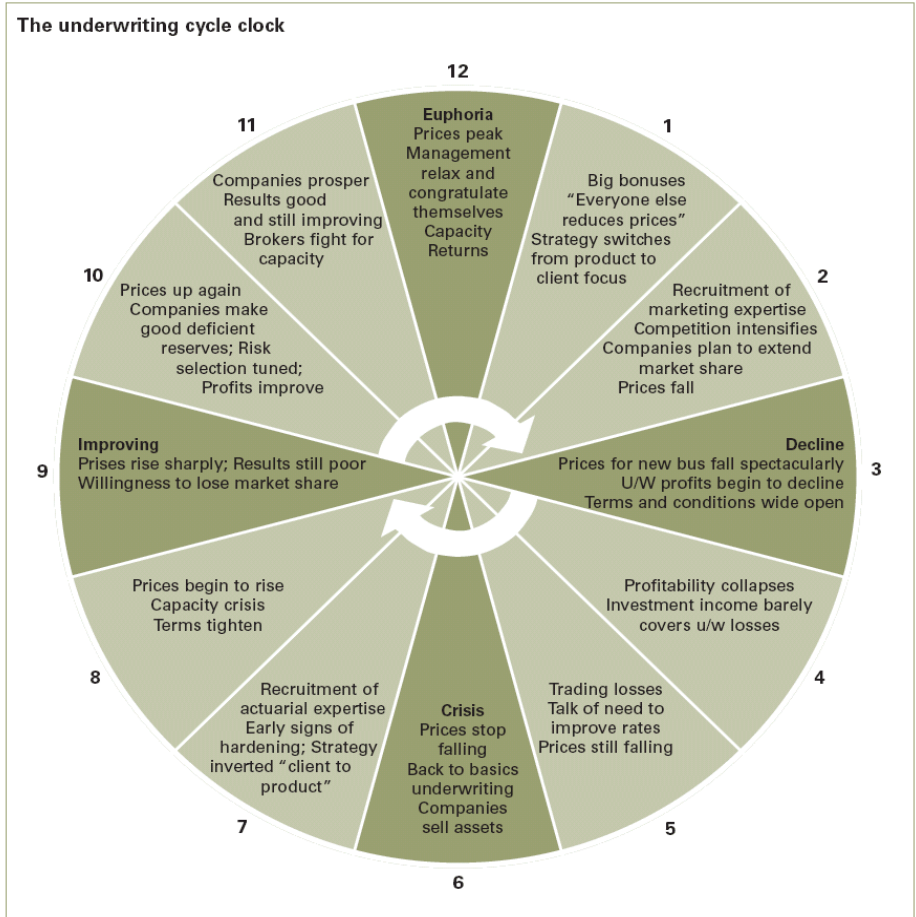 The underwriting cycle clock
12
Euphoria
Prices peak
Management
relax and
congratulate
themselves
Capacity
Returns
1
Big bonuses
“Everyone else
reduces prices”
Strategy switches
from product to
client focus
2
Recruitment of
marketing expertise
Competition intensifies
Companies plan to extend
market share
Prices fall
3
Decline
Prices for new bus fall spectacularly
U/W profits begin to decline
Terms and conditions wide open
4
Profitability collapses
Investment income barely
covers u/w losses
5
Trading losses
Talk of need to
improve rates
Prices still falling
6
Crisis
Prices stop
falling
Back to basics
underwriting
Companies
sell assets
7
Recruitment of
actuarial expertise
Early signs of
hardening; Strategy
inverted “client to
product”
8
Prices begin to rise
Capacity crisis
Terms tighten
9
Improving
Prises rise sharply; Results still poor
Willingness to lose market share
10
Prices up again
Companies make
good deficient
reserves; Risk
selection tuned;
Profits improve
11
Companies prosper
Results good
and still improving
Brokers fight for
capacity